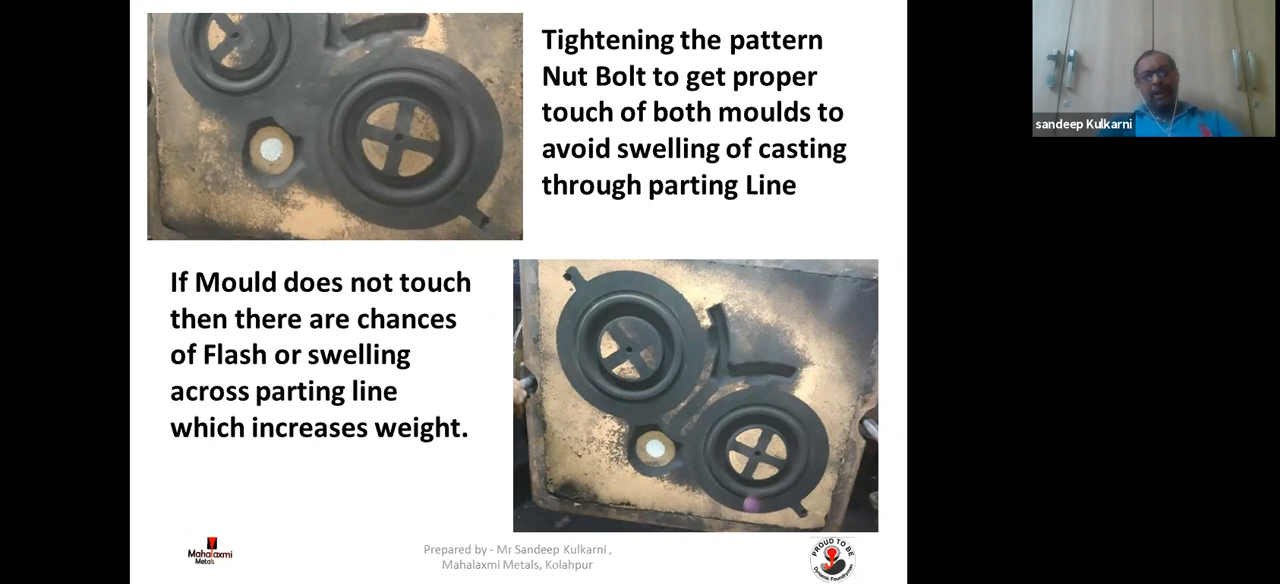 Tightening the pattern
Nut Bolt to get proper
touch of both moulds to
avoid swelling of casting
through parting Line
sandeep Kulkarni
If Mould does not touch
then there are chances
of Flash or swelling
across parting line
which increases weight.
Mahalaxmi
Metals
Prepared by - Mr Sandeep Kulkarni ,
Mahalaxmi Metals, Kolahpur
PROUD TO BE
Dynamic Foundryman